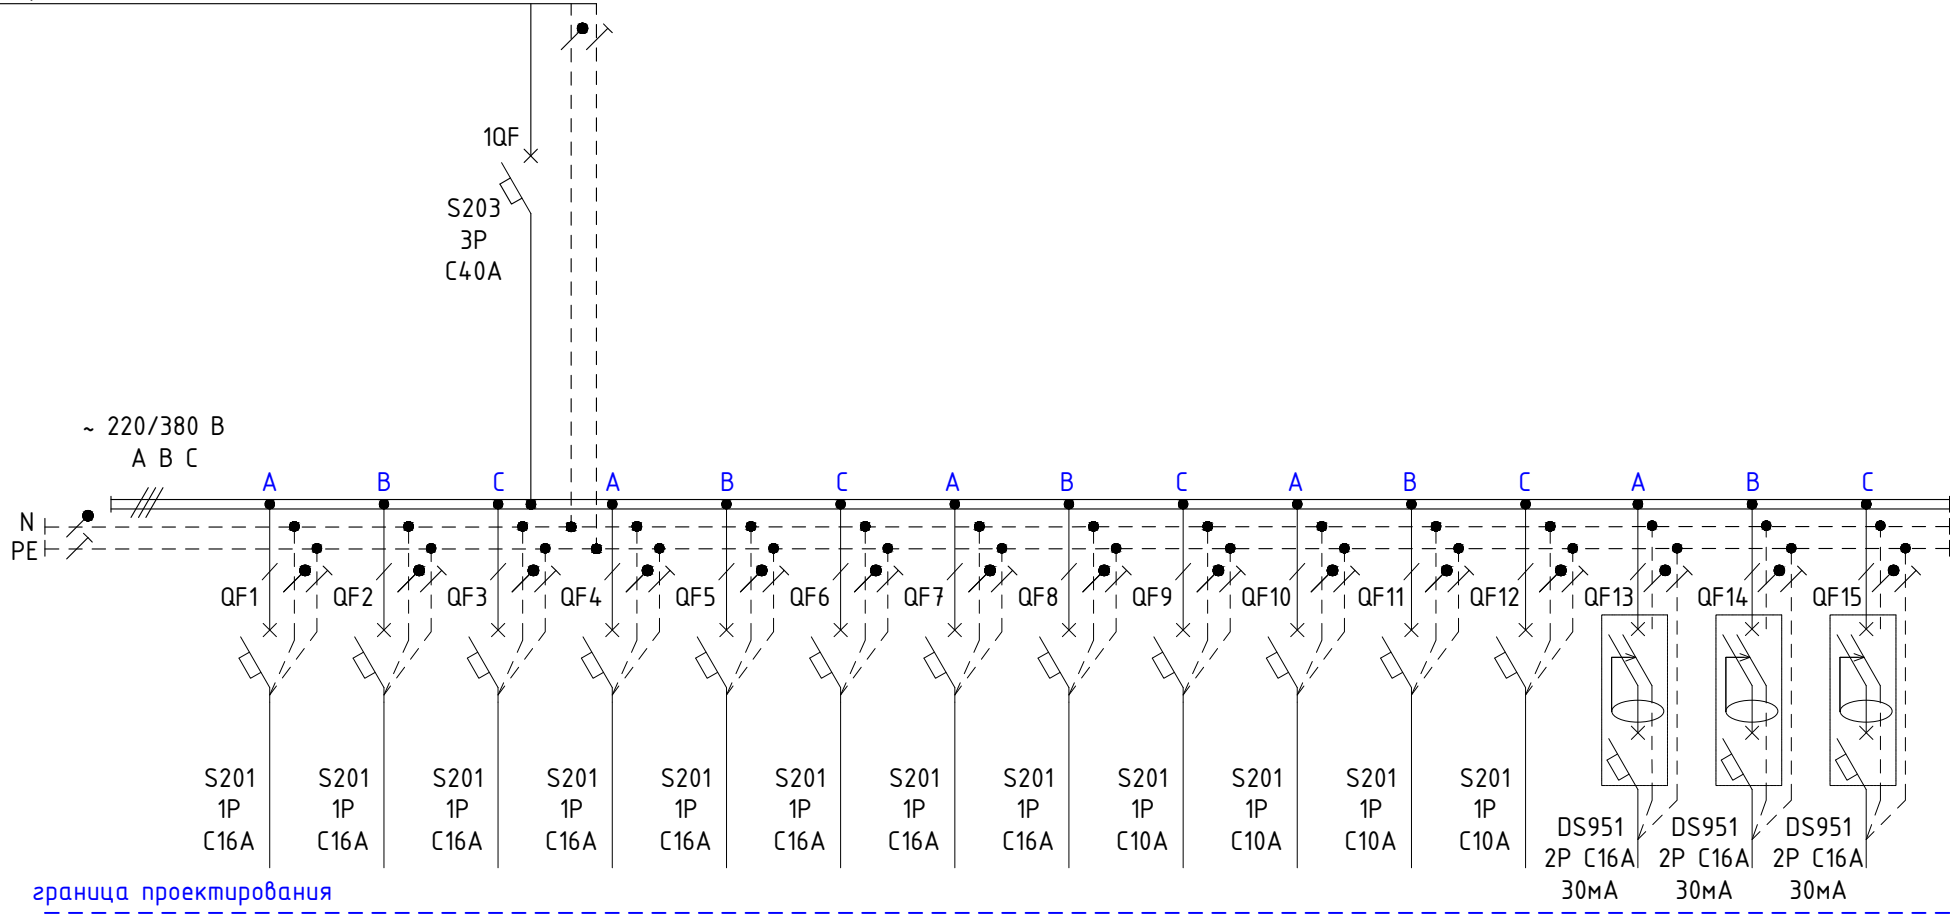 1QF
S203
3P
C40A
~ 220/380 В
A B C
A B C A B C A B C A B C A B C
N
PE
QF1 QF2 QF3 QF4 QF5 QF6 QF7 QF8 QF9 QF10 QF11 QF12 QF13 QF14 QF15
S201 S201 S201 S201 S201 S201 S201 S201 S201 S201 S201 S201
1P 1P 1P 1P 1P 1P 1P 1P 1P 1P 1P 1P
C16A C16A C16A C16A C16A C16A C16A C16A C10A C10A C10A C10A
DS951 DS951 DS951
2P C16A 2P C16A 2P C16A
30мА 30мА 30мА
граница проектирования